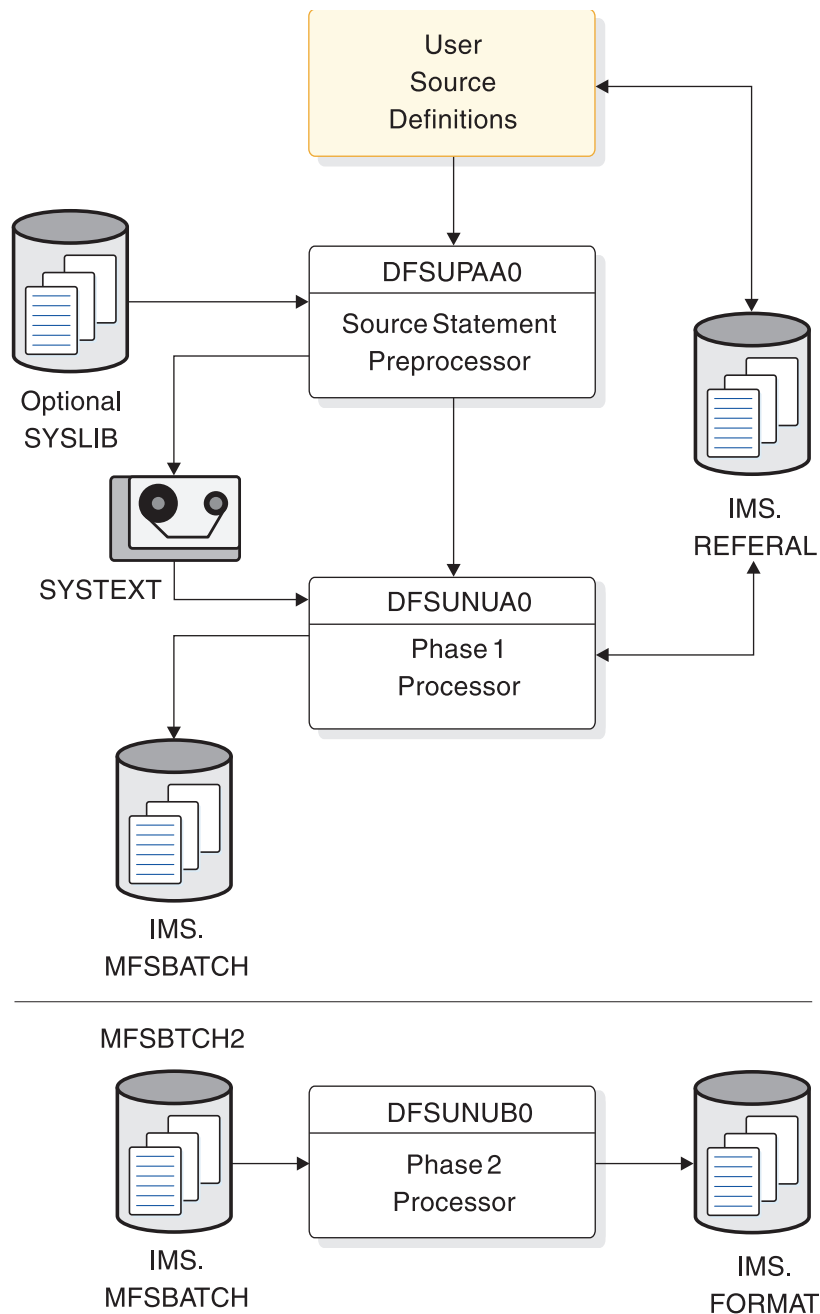 User
Source
Definitions
DFSUPAA0
Source Statement
Preprocessor
Optional
SYSLIB
IMS.
REFERAL
SYSTEXT
DFSUNUA0
Phase 1
Processor
IMS.
MFSBATCH
MFSBTCH2
DFSUNUB0
Phase 2
Processor
IMS.
MFSBATCH
IMS.
FORMAT